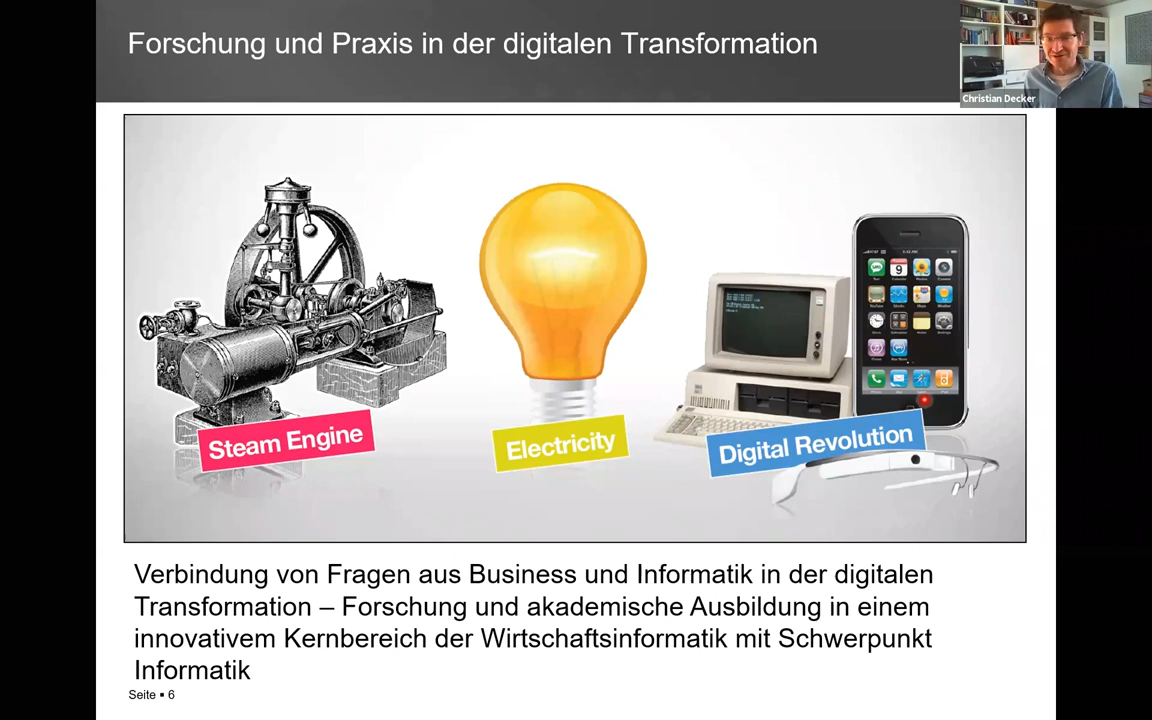 Forschung und Praxis in der digitalen Transformation
Christian Decker
Steam Engine
Electricity
Digital Revolution
Verbindung von Fragen aus Business und Informatik in der digitalen
Transformation – Forschung und akademische Ausbildung in einem
innovativem Kernbereich der Wirtschaftsinformatik mit Schwerpunkt
Informatik
Seite ▪ 6